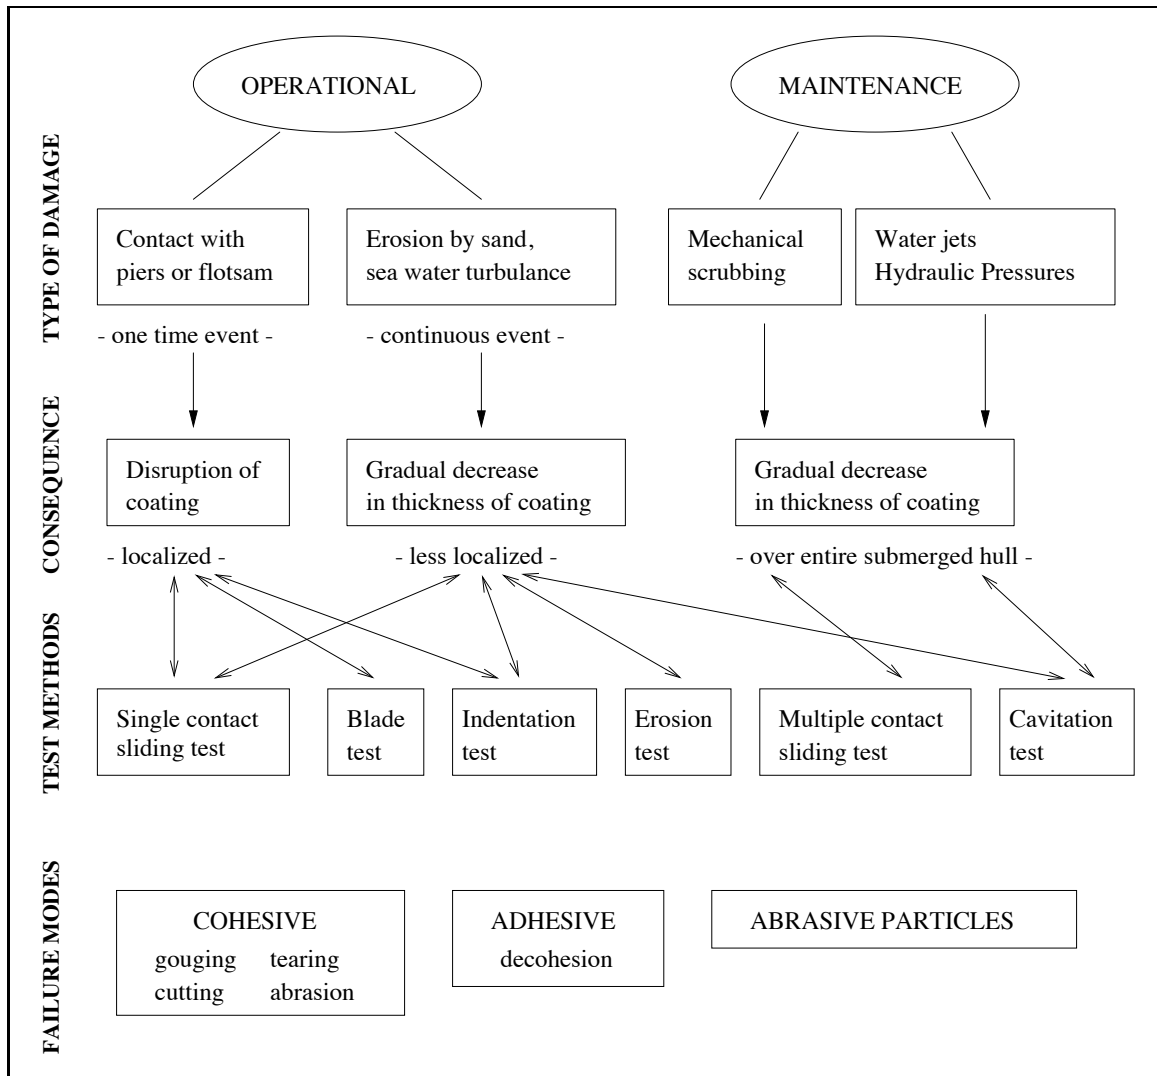 OPERATIONAL
MAINTENANCE
TYPE OF DAMAGE
Contact with
piers or flotsam
Erosion by sand,
sea water turbulance
Mechanical
scrubbing
Water jets
Hydraulic Pressures
- one time event -
- continuous event -
CONSEQUENCE
Disruption of
coating
Gradual decrease
in thickness of coating
Gradual decrease
in thickness of coating
- localized -
- less localized -
- over entire submerged hull -
TEST METHODS
Single contact
sliding test
Blade
test
Indentation
test
Erosion
test
Multiple contact
sliding test
Cavitation
test
FAILURE MODES
COHESIVE
gouging tearing
cutting abrasion
ADHESIVE
decohesion
ABRASIVE PARTICLES